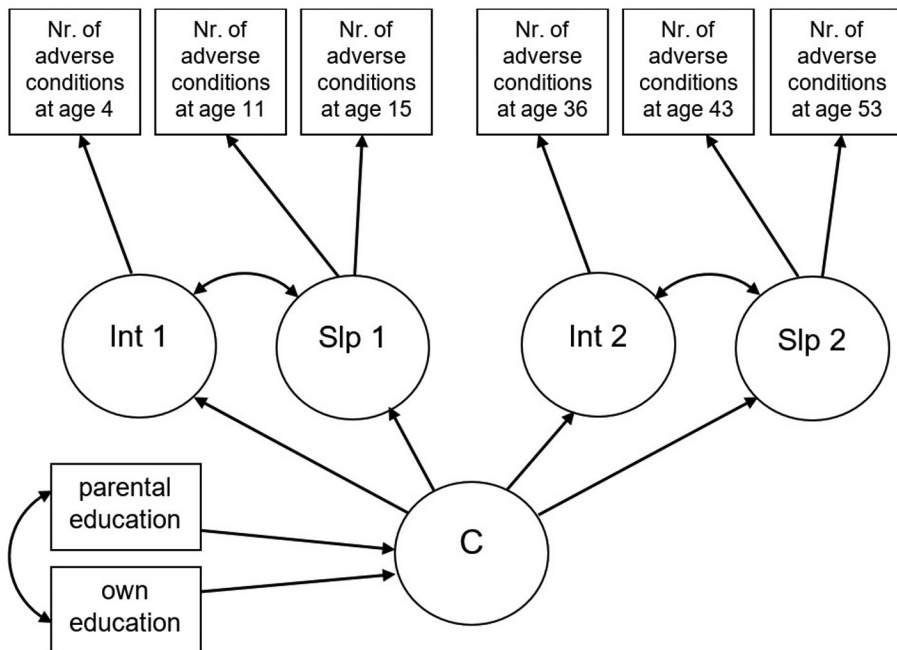 Nr. of
adverse
conditions
at age 4
Nr. of
adverse
conditions
at age 11
Nr. of
adverse
conditions
at age 15
Nr. of
adverse
conditions
at age 36
Nr. of
adverse
conditions
at age 43
Nr. of
adverse
conditions
at age 53
Int 1
Slp 1
Int 2
Slp 2
parental
education
own
education
C